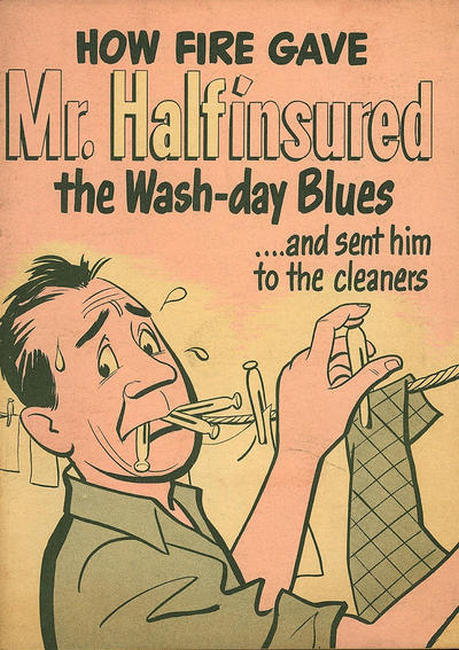 HOW FIRE GAVE
Mr. Halfinsured
the Wash-day Blues
....and sent him
to the cleaners